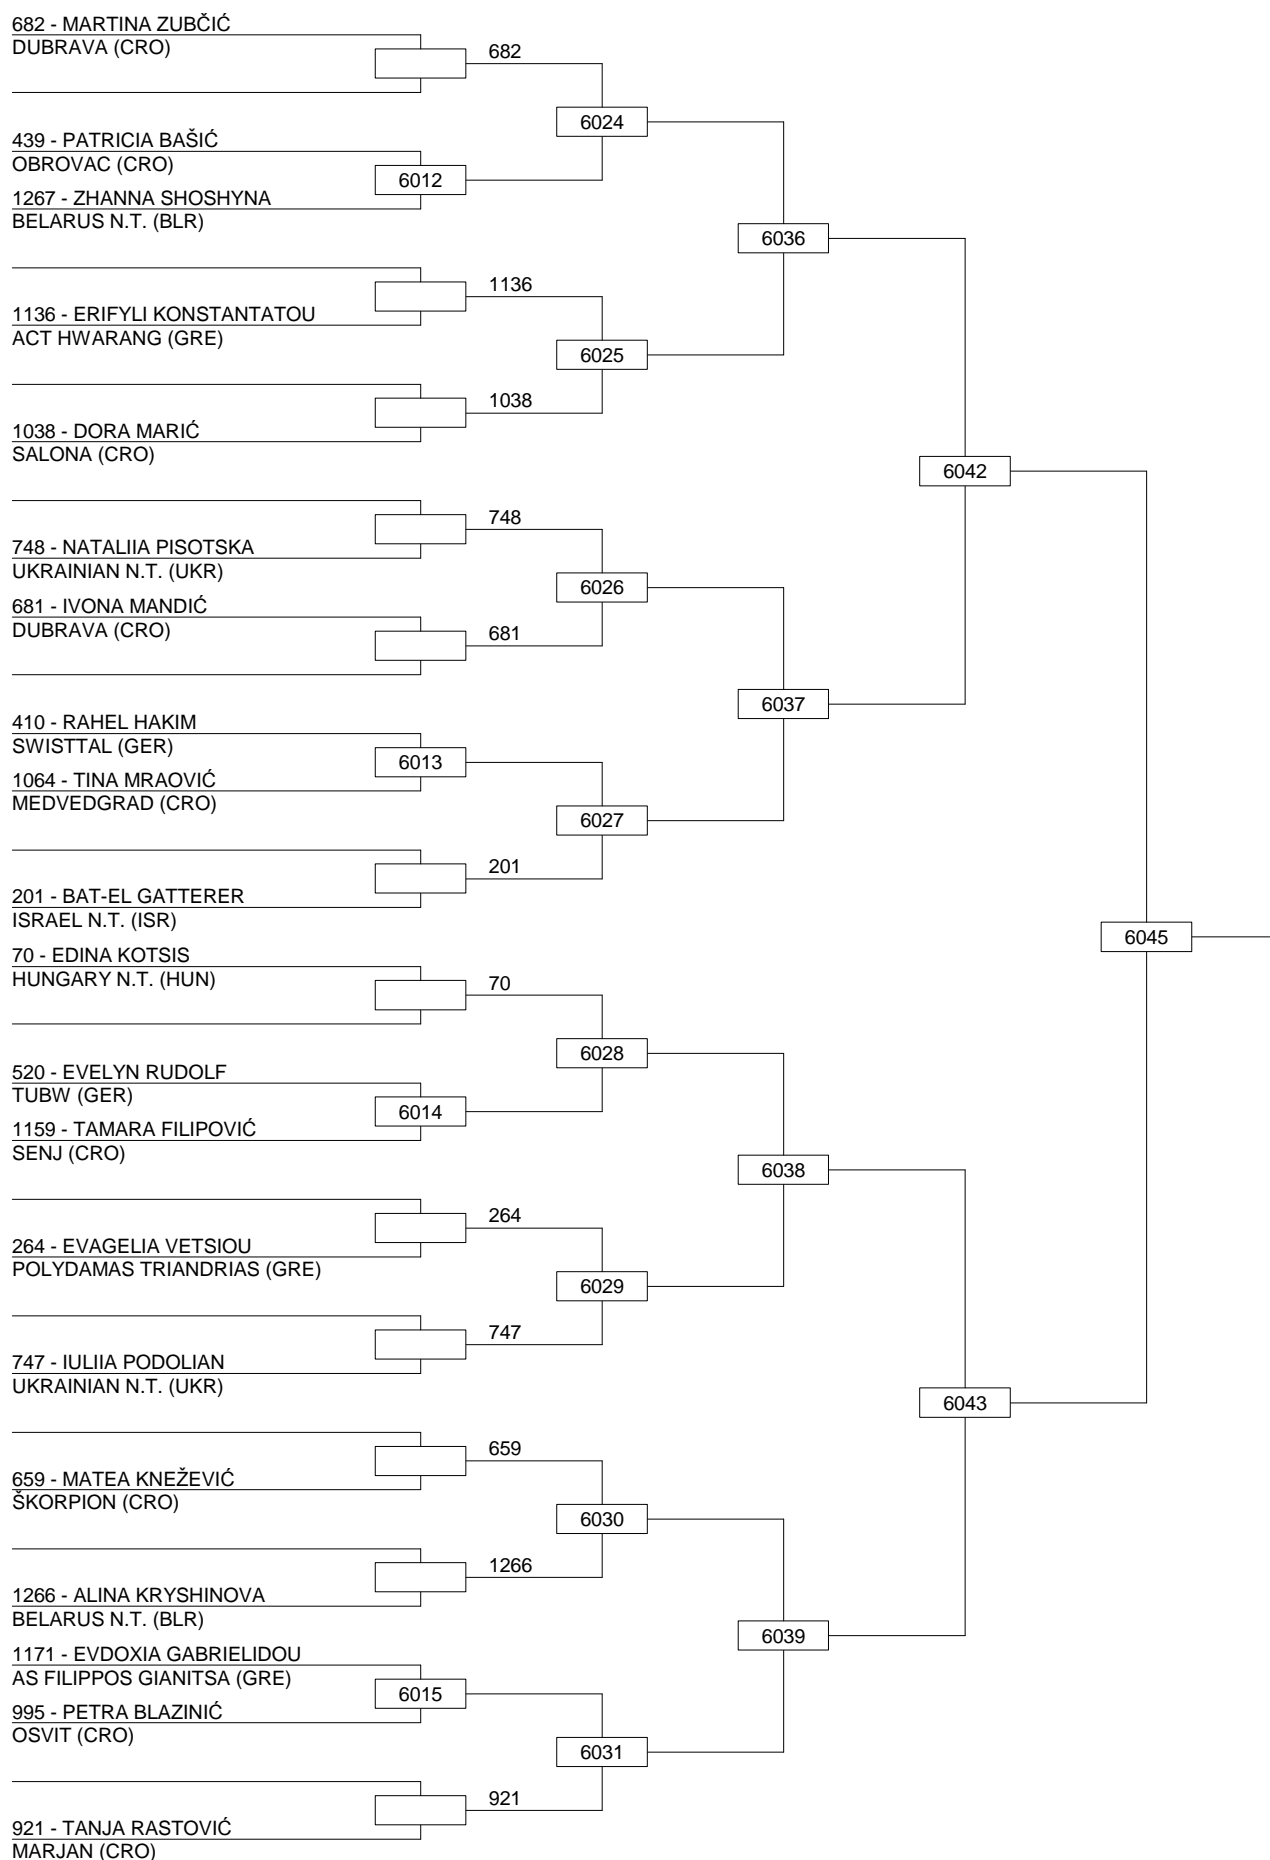 682 - MARTINA ZUBČIĆ
DUBRAVA (CRO)
682
6024
439 - PATRICIA BAŠIĆ
OBROVAC (CRO)
6012
1267 - ZHANNA SHOSHYNA
BELARUS N.T. (BLR)
6036
1136
1136 - ERIFYLI KONSTANTATOU
ACT HWARANG (GRE)
6025
1038
1038 - DORA MARIĆ
SALONA (CRO)
6042
748
748 - NATALIIA PISOTSKA
UKRAINIAN N.T. (UKR)
6026
681 - IVONA MANDIĆ
DUBRAVA (CRO)
681
6037
410 - RAHEL HAKIM
SWISTTAL (GER)
6013
1064 - TINA MRAOVIĆ
MEDVEDGRAD (CRO)
6027
201
201 - BAT-EL GATTERER
ISRAEL N.T. (ISR)
6045
70 - EDINA KOTSIS
HUNGARY N.T. (HUN)
70
6028
520 - EVELYN RUDOLF
TUBW (GER)
6014
1159 - TAMARA FILIPOVIĆ
SENJ (CRO)
6038
264
264 - EVAGELIA VETSIOU
POLYDAMAS TRIANDRIAS (GRE)
6029
747
747 - IULIIA PODOLIAN
UKRAINIAN N.T. (UKR)
6043
659
659 - MATEA KNEŽEVIĆ
ŠKORPION (CRO)
6030
1266
1266 - ALINA KRYSHINOVA
BELARUS N.T. (BLR)
6039
1171 - EVDOXIA GABRIELIDOU
AS FILIPPOS GIANITSA (GRE)
6015
995 - PETRA BLAZINIĆ
OSVIT (CRO)
6031
921
921 - TANJA RASTOVIĆ
MARJAN (CRO)